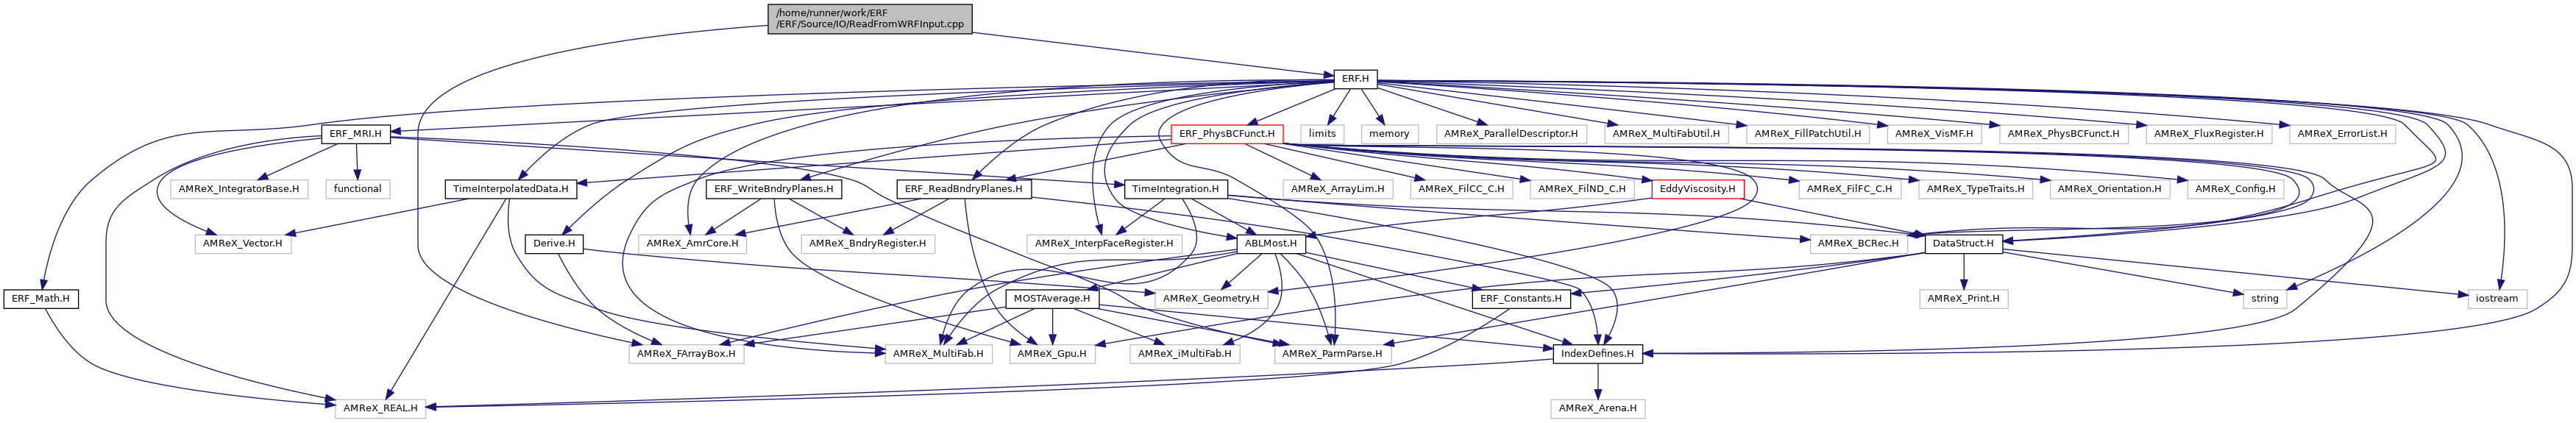 /home/runner/work/ERF
/ERF/Source/IO/ReadFromWRFInput.cpp
ERF.H
ERF_MRI.H
ERF_PhysBCFunct.H
limits
memory
AMReX_ParallelDescriptor.H
AMReX_MultiFabUtil.H
AMReX_FillPatchUtil.H
AMReX_VisMF.H
AMReX_PhysBCFunct.H
AMReX_FluxRegister.H
AMReX_ErrorList.H
AMReX_IntegratorBase.H
functional
TimeInterpolatedData.H
ERF_WriteBndryPlanes.H
ERF_ReadBndryPlanes.H
TimeIntegration.H
AMReX_ArrayLim.H
AMReX_FilCC_C.H
AMReX_FilND_C.H
EddyViscosity.H
AMReX_FilFC_C.H
AMReX_TypeTraits.H
AMReX_Orientation.H
AMReX_Config.H
AMReX_Vector.H
Derive.H
AMReX_AmrCore.H
AMReX_BndryRegister.H
AMReX_InterpFaceRegister.H
ABLMost.H
AMReX_BCRec.H
DataStruct.H
ERF_Math.H
MOSTAverage.H
AMReX_Geometry.H
ERF_Constants.H
AMReX_Print.H
string
iostream
AMReX_FArrayBox.H
AMReX_MultiFab.H
AMReX_Gpu.H
AMReX_iMultiFab.H
AMReX_ParmParse.H
IndexDefines.H
AMReX_REAL.H
AMReX_Arena.H